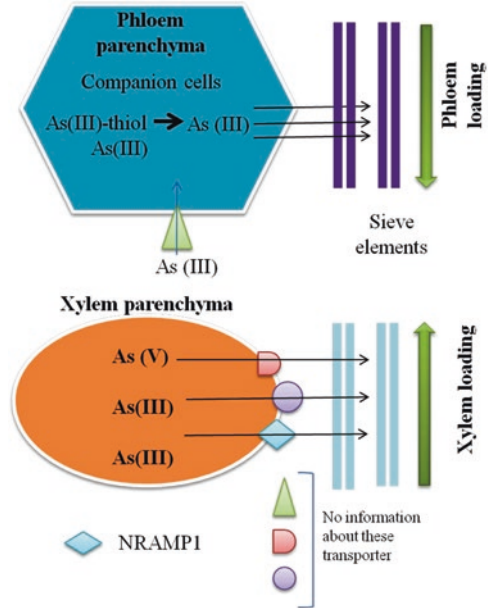 Phloem
parenchyma
Companion cells
As(III)-thiol As (III)
As(III)
As (III)
Sieve
elements
Phloem
loading
Xylem parenchyma
As (V)
As(III)
As(III)
Xylem loading
NRAMP1
No information
about these
transporter